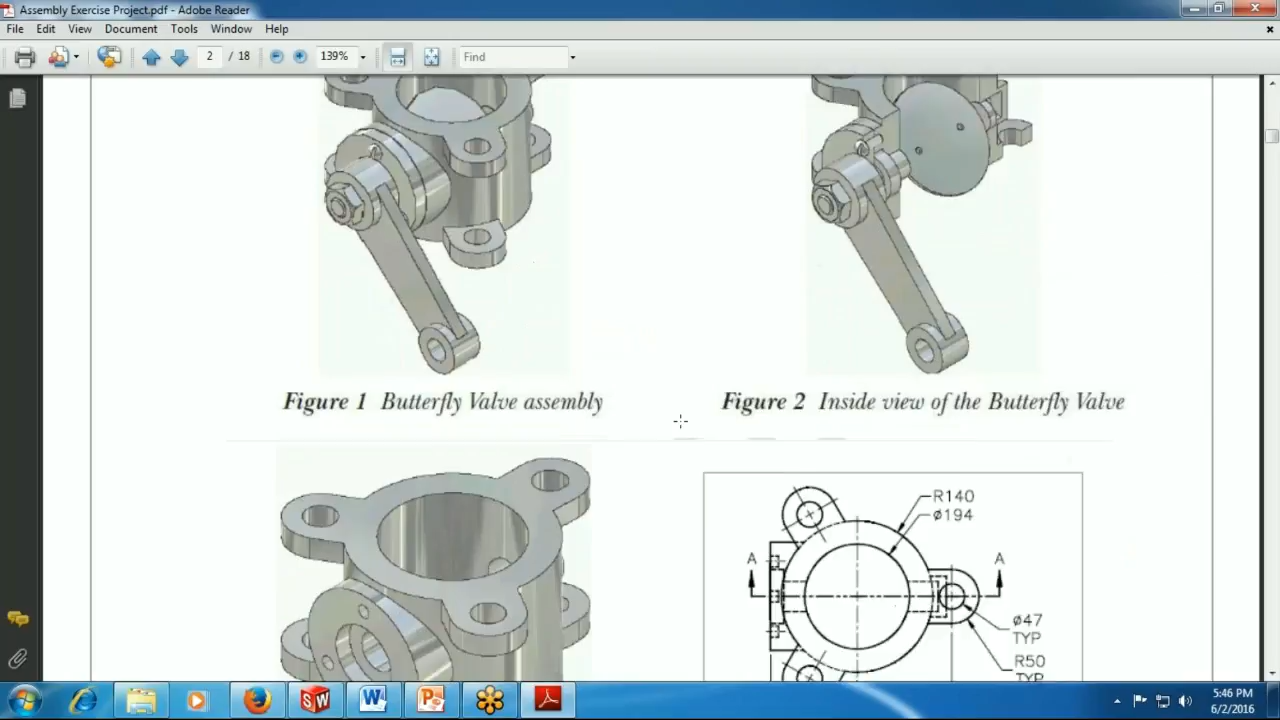 Assembly Exercise Project.pdf - Adobe Reader
File Edit View Document Tools Window Help
2 / 18 139% Find
Figure 1 Butterfly Valve assembly
Figure 2 Inside view of the Butterfly Valve
R140
Ø194
A A
Ø47
TYP
R50
TYP
5:46 PM
6/2/2016